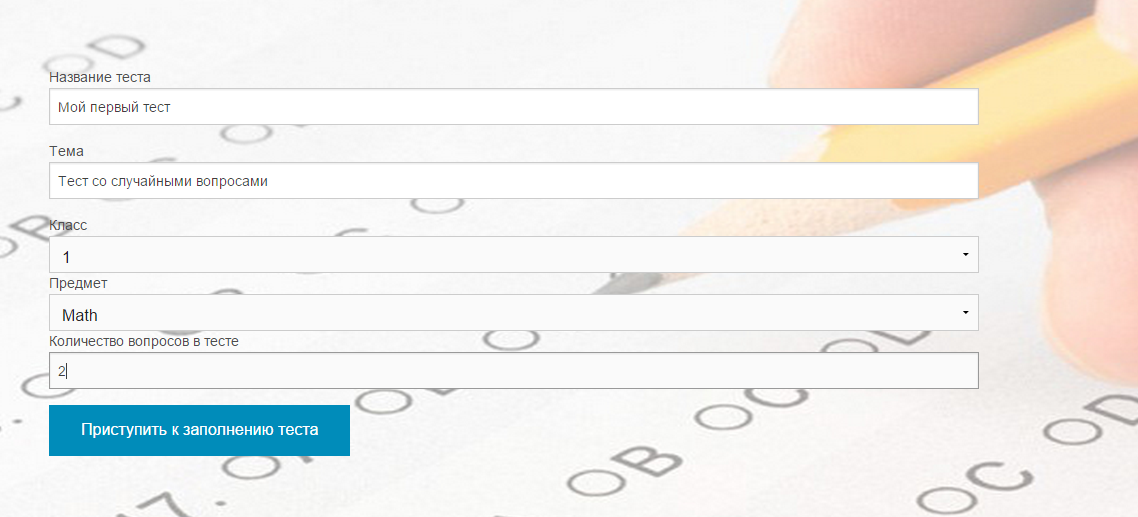 Название теста
Мой первый тест
Тема
Тест со случайными вопросами
Класс
1
Предмет
Math
Количество вопросов в тесте
2
Приступить к заполнению теста